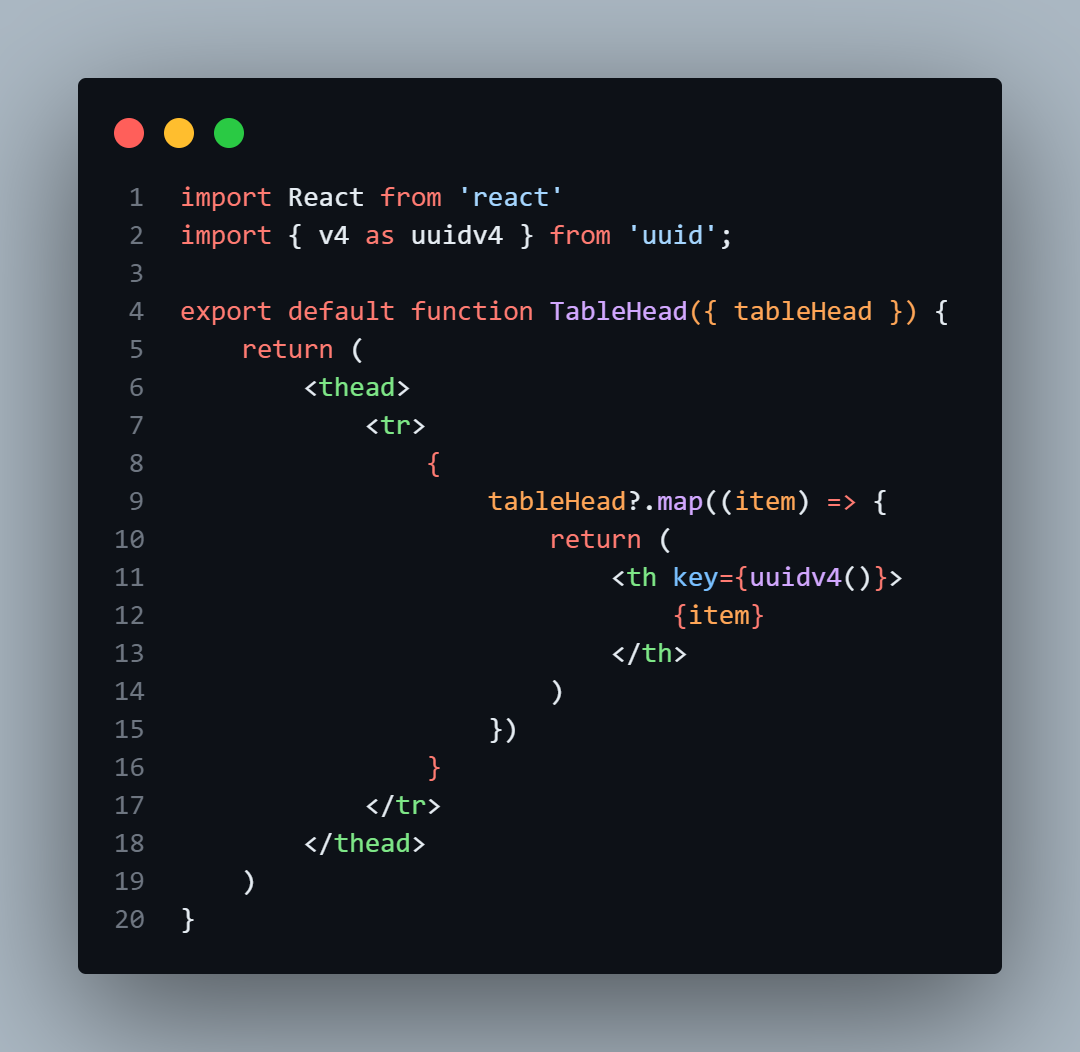 1 import React from 'react'
2 import { v4 as uuidv4 } from 'uuid';
3
4 export default function TableHead({ tableHead }) {
5     return (
6         <thead>
7             <tr>
8                 {
9                     tableHead?.map((item) => {
10                         return (
11                             <th key={uuidv4()}>
12                                 {item}
13                             </th>
14                         )
15                     })
16                 }
17             </tr>
18         </thead>
19     )
20 }